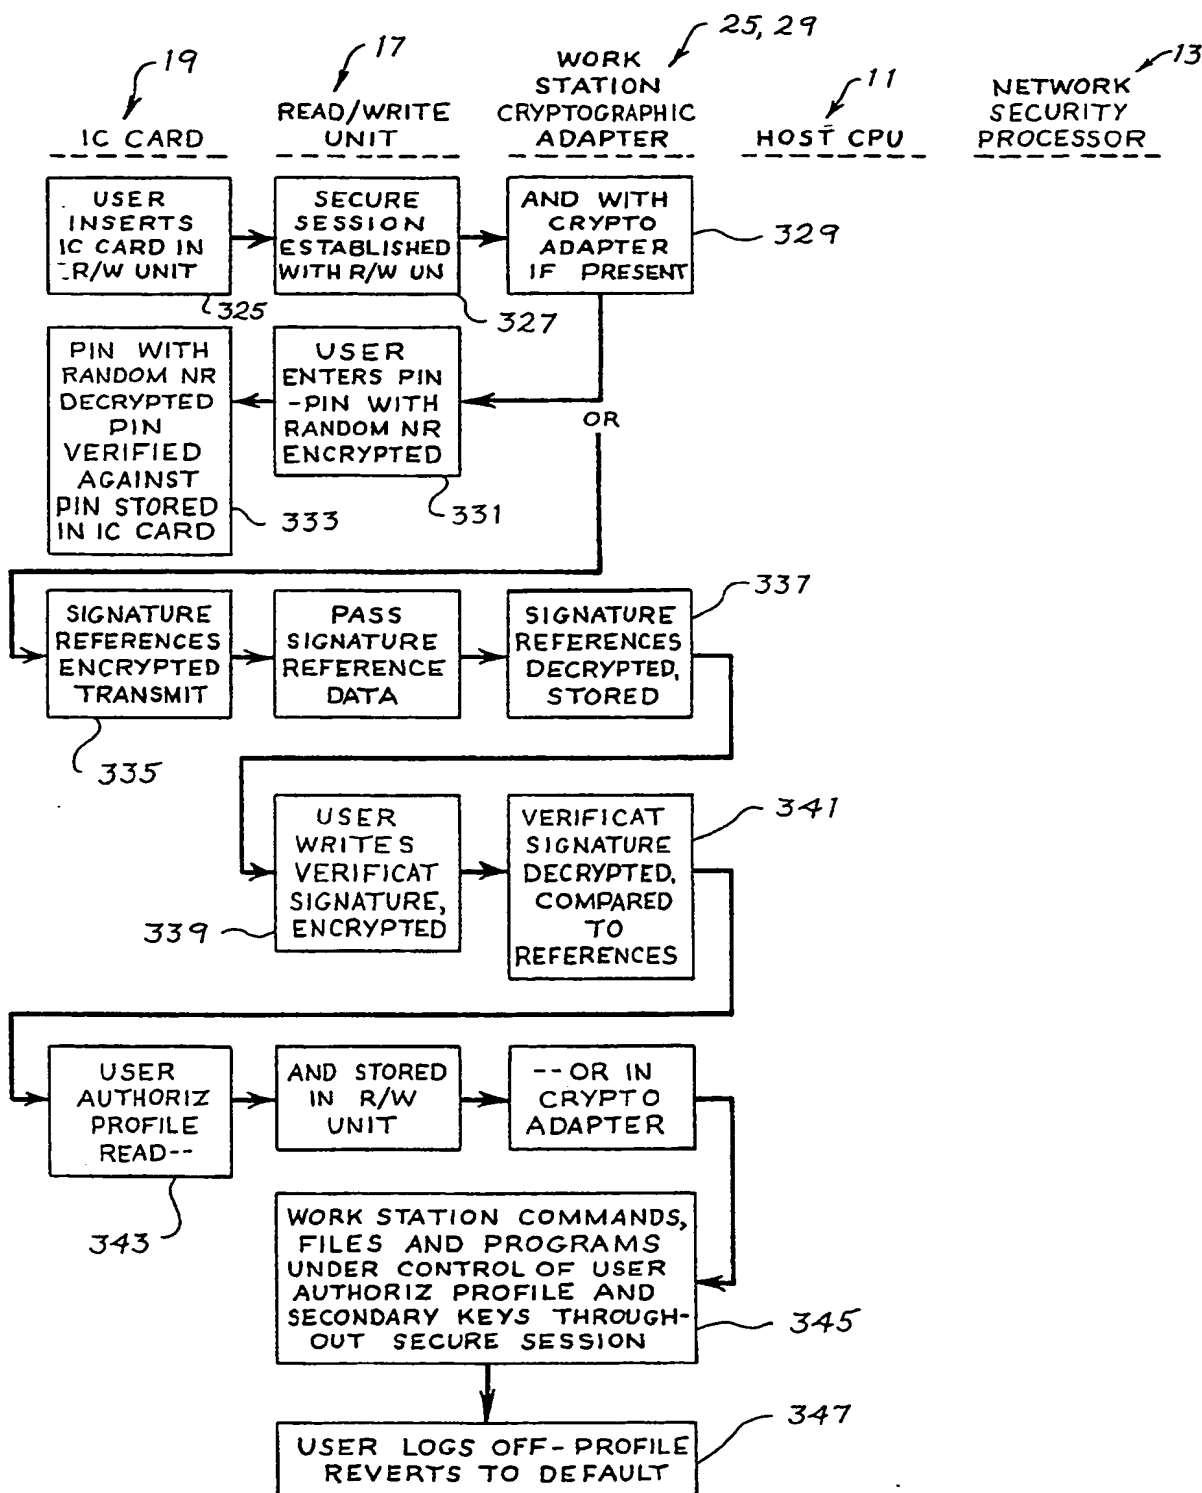 25, 29
19
17
WORK
STATION
CRYPTOGRAPHIC
ADAPTER
11
13
READ/WRITE
UNIT
NETWORK
SECURITY
PROCESSOR
IC CARD
HOST CPU
USER
INSERTS
IC CARD IN
R/W UNIT
325
SECURE
SESSION
ESTABLISHED
WITH R/W UN
327
AND WITH
CRYPTO
ADAPTER
IF PRESENT
329
PIN WITH
RANDOM NR
DECRYPTED
PIN
VERIFIED
AGAINST
PIN STORED
IN IC CARD
333
USER
ENTERS PIN
-PIN WITH
RANDOM NR
ENCRYPTED
331
OR
SIGNATURE
REFERENCES
ENCRYPTED
TRANSMIT
335
PASS
SIGNATURE
REFERENCE
DATA
SIGNATURE
REFERENCES
DECRYPTED,
STORED
337
USER
WRITES
VERIFICAT
SIGNATURE,
ENCRYPTED
339
VERIFICAT
SIGNATURE
DECRYPTED,
COMPARED
TO
REFERENCES
341
USER
AUTHORIZ
PROFILE
READ--
343
AND STORED
IN R/W
UNIT
--OR IN
CRYPTO
ADAPTER
WORK STATION COMMANDS,
FILES AND PROGRAMS
UNDER CONTROL OF USER
AUTHORIZ PROFILE AND
SECONDARY KEYS THROUGH-
OUT SECURE SESSION
345
USER LOGS OFF-PROFILE
REVERTS TO DEFAULT
347